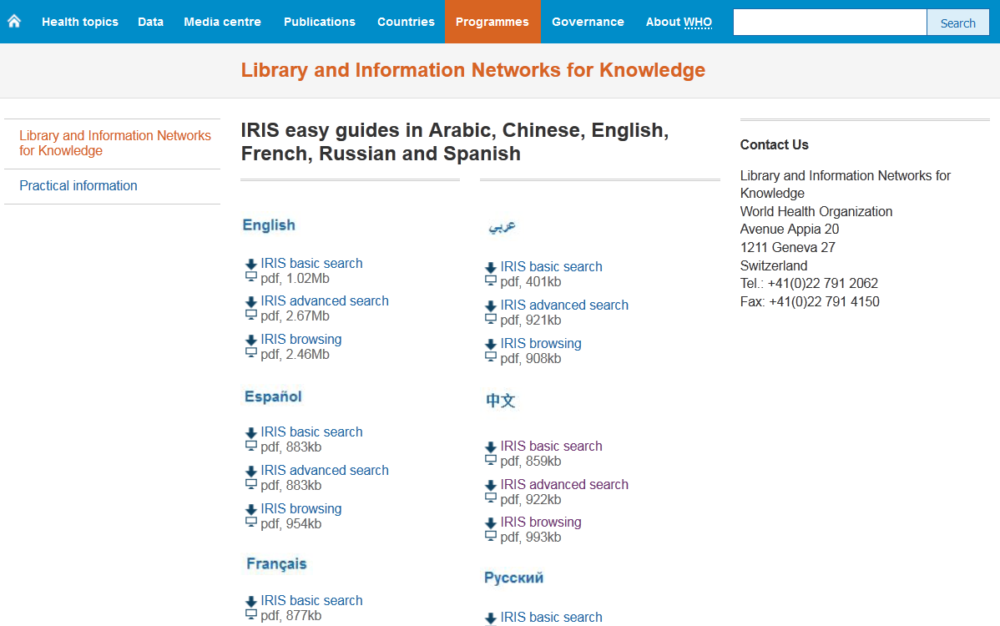 Health topics Data Media centre Publications Countries Programmes Governance About WHO Search
Library and Information Networks for Knowledge
Library and Information Networks
for Knowledge
Practical information
IRIS easy guides in Arabic, Chinese, English,
French, Russian and Spanish
English
IRIS basic search
pdf, 1.02Mb
IRIS advanced search
pdf, 2.67Mb
IRIS browsing
pdf, 2.46Mb
Español
IRIS basic search
pdf, 883kb
IRIS advanced search
pdf, 883kb
IRIS browsing
pdf, 954kb
Français
IRIS basic search
pdf, 877kb
عربي
IRIS basic search
pdf, 401kb
IRIS advanced search
pdf, 921kb
IRIS browsing
pdf, 908kb
中文
IRIS basic search
pdf, 859kb
IRIS advanced search
pdf, 922kb
IRIS browsing
pdf, 993kb
Русский
IRIS basic search
Contact Us
Library and Information Networks for
Knowledge
World Health Organization
Avenue Appia 20
1211 Geneva 27
Switzerland
Tel.: +41(0)22 791 2062
Fax: +41(0)22 791 4150